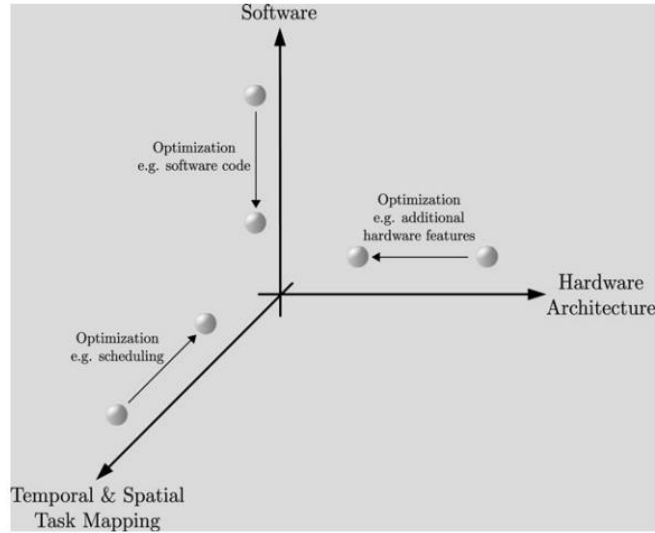 Software
Optimization
e.g. software code
Optimization
e.g. additional
hardware features
Hardware
Architecture
Optimization
e.g. scheduling
Temporal & Spatial
Task Mapping